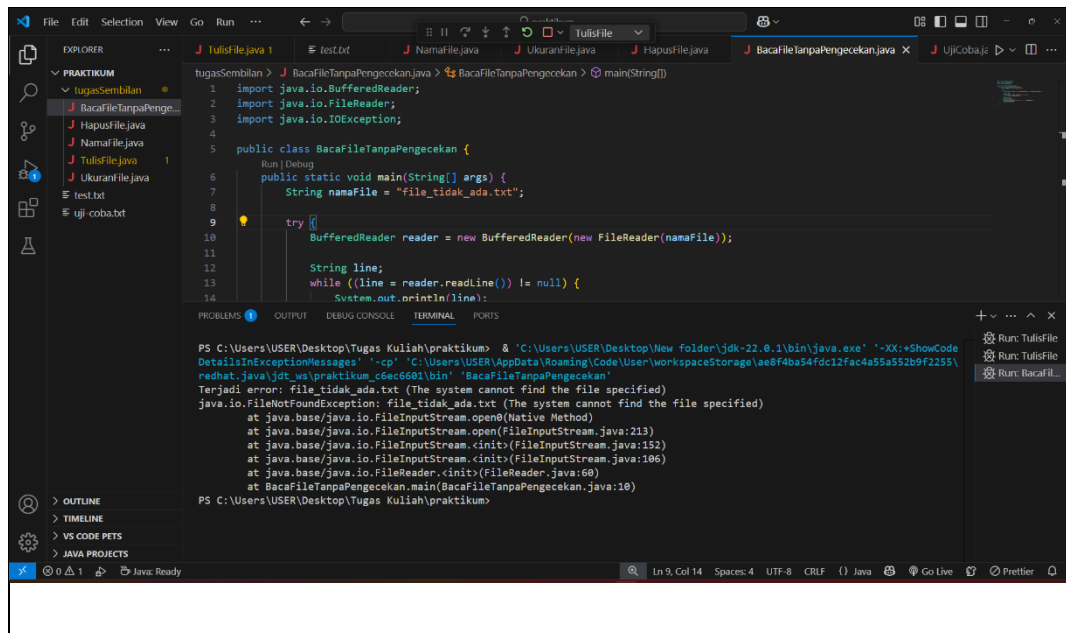 File Edit Selection View Go Run ...
TulisFile
EXPLORER
J TulisFile.java 1 test.txt J NamaFile.java J UkuranFile.java J HapusFile.java J BacaFileTanpaPengecekan.java J UjiCoba.ja
PRAKTIKUM
tugasSembilan
J BacaFileTanpaPenge...
J HapusFile.java
J NamaFile.java
J TulisFile.java 1
J UkuranFile.java
test.txt
uji-coba.txt
tugasSembilan > J BacaFileTanpaPengecekan.java > BacaFileTanpaPengecekan > main(String[])
1 import java.io.BufferedReader;
2 import java.io.FileReader;
3 import java.io.IOException;
4
5 public class BacaFileTanpaPengecekan {
Run | Debug
6 public static void main(String[] args) {
7 String namaFile = "file_tidak_ada.txt";
8
9 try {
10 BufferedReader reader = new BufferedReader(new FileReader(namaFile));
11
12 String line;
13 while ((line = reader.readLine()) != null) {
14 System.out.println(line);
PROBLEMS 1 OUTPUT DEBUG CONSOLE TERMINAL PORTS
PS C:\Users\USER\Desktop\Tugas Kuliah\praktikum> & 'C:\Users\USER\Desktop\New folder\jdk-22.0.1\bin\java.exe' '-XX:+ShowCode
DetailsInExceptionMessages' '-cp' 'C:\Users\USER\AppData\Roaming\Code\User\workspaceStorage\ae8f4ba54fdc12fac4a55a552b9f2255\
redhat.java\jdt_ws\praktikum_c6ec6601\bin' 'BacaFileTanpaPengecekan'
Terjadi error: file_tidak_ada.txt (The system cannot find the file specified)
java.io.FileNotFoundException: file_tidak_ada.txt (The system cannot find the file specified)
at java.base/java.io.FileInputStream.open0(Native Method)
at java.base/java.io.FileInputStream.open(FileInputStream.java:213)
at java.base/java.io.FileInputStream.<init>(FileInputStream.java:152)
at java.base/java.io.FileInputStream.<init>(FileInputStream.java:106)
at java.base/java.io.FileReader.<init>(FileReader.java:60)
at BacaFileTanpaPengecekan.main(BacaFileTanpaPengecekan.java:10)
PS C:\Users\USER\Desktop\Tugas Kuliah\praktikum>
Run: TulisFile
Run: TulisFile
Run: BacaFil...
1
OUTLINE
TIMELINE
VS CODE PETS
JAVA PROJECTS
0 1 Java: Ready Ln 9, Col 14 Spaces: 4 UTF-8 CRLF {} Java Go Live Prettier